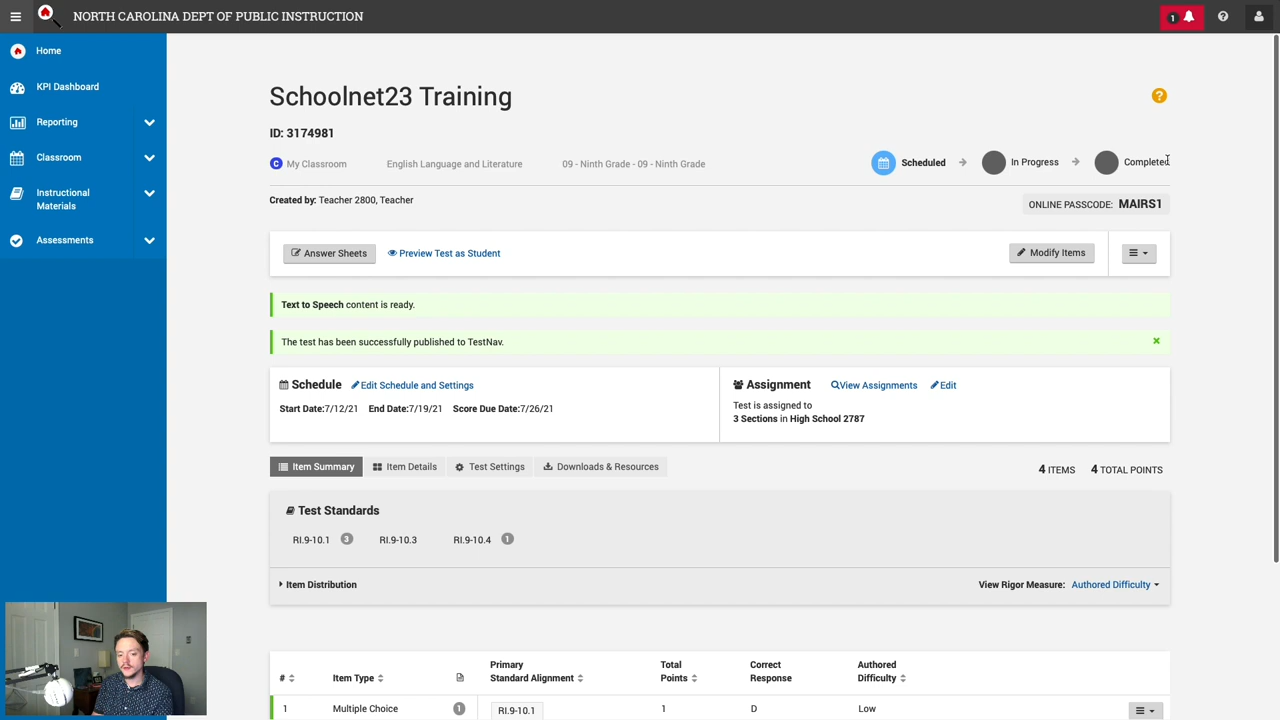 NORTH CAROLINA DEPT OF PUBLIC INSTRUCTION
1
Home
KPI Dashboard
Reporting
Classroom
Instructional
Materials
Assessments
Schoolnet23 Training
ID: 3174981
C My Classroom English Language and Literature 09 - Ninth Grade - 09 - Ninth Grade
Scheduled In Progress Completed
Created by: Teacher 2800, Teacher
ONLINE PASSCODE: MAIRS1
Answer Sheets Preview Test as Student Modify Items
Text to Speech content is ready.
The test has been successfully published to TestNav.
Schedule Edit Schedule and Settings
Start Date:7/12/21 End Date:7/19/21 Score Due Date:7/26/21
Assignment View Assignments Edit
Test is assigned to
3 Sections in High School 2787
Item Summary Item Details Test Settings Downloads & Resources
4 ITEMS 4 TOTAL POINTS
Test Standards
RI.9-10.1 3 RI.9-10.3 RI.9-10.4 1
Item Distribution
View Rigor Measure: Authored Difficulty
# Item Type Primary Standard Alignment Total Points Correct Response Authored Difficulty
1 Multiple Choice 1 RI.9-10.1 1 D Low